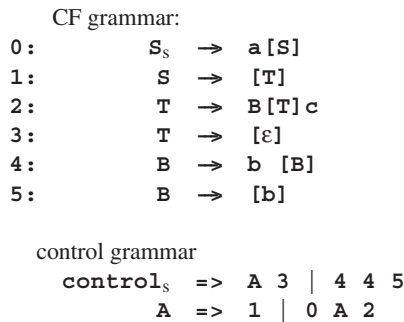 CF grammar:
0: Sₛ → a[S]
1: S → [T]
2: T → B[T]c
3: T → [ε]
4: B → b [B]
5: B → [b]
control grammar
controlₛ => A 3 | 4 4 5
A => 1 | 0 A 2